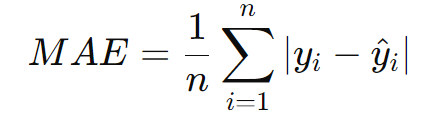 MAE = \frac{1}{n} \sum_{i=1}^{n} |y_i - \hat{y}_i|